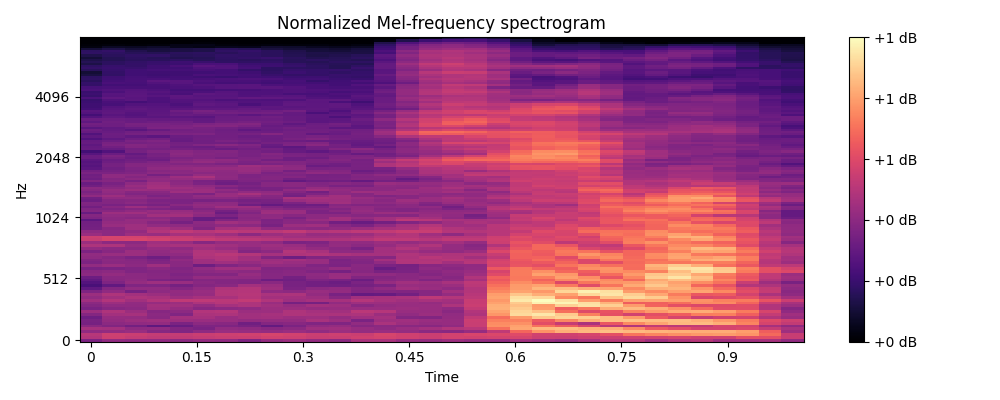 Normalized Mel-frequency spectrogram
Hz
4096
2048
1024
512
0
0 0.15 0.3 0.45 0.6 0.75 0.9
Time
+1 dB
+1 dB
+1 dB
+0 dB
+0 dB
+0 dB